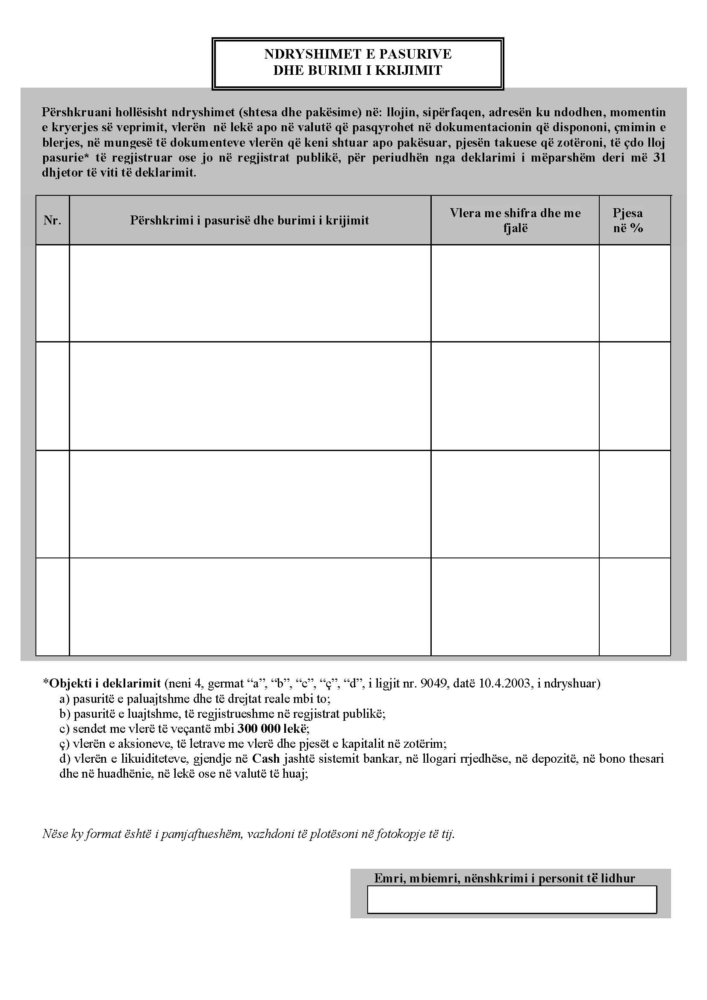 NDRYSHIMET E PASURIVE
DHE BURIMI I KRIJIMIT
Përshkruani hollësisht ndryshimet (shtesa dhe pakësime) në: llojin, sipërfaqen, adresën ku ndodhen, momentin
e kryerjes së veprimit, vlerën në lekë apo në valutë që pasqyrohet në dokumentacionin që dispononi, çmimin e
blerjes, në mungesë të dokumenteve vlerën që keni shtuar apo pakësuar, pjesën takuese që zotëroni, të çdo lloj
pasurie* të regjistruar ose jo në regjistrat publikë, për periudhën nga deklarimi i mëparshëm deri më 31
dhjetor të viti të deklarimit.
Nr.
Përshkrimi i pasurisë dhe burimi i krijimit
Vlera me shifra dhe me
fjalë
Pjesa
në %
*Objekti i deklarimit (neni 4, germat “a”, “b”, “c”, “ç”, “d”, i ligjit nr. 9049, datë 10.4.2003, i ndryshuar)
a) pasuritë e paluajtshme dhe të drejtat reale mbi to;
b) pasuritë e luajtshme, të regjistrueshme në regjistrat publikë;
c) sendet me vlerë të veçantë mbi 300 000 lekë;
ç) vlerën e aksioneve, të letrave me vlerë dhe pjesët e kapitalit në zotërim;
d) vlerën e likuiditeteve, gjendje në Cash jashtë sistemit bankar, në llogari rrjedhëse, në depozitë, në bono thesari
dhe në huadhënie, në lekë ose në valutë të huaj;
Nëse ky format është i pamjaftueshëm, vazhdoni të plotësoni në fotokopje të tij.
Emri, mbiemri, nënshkrimi i personit të lidhur